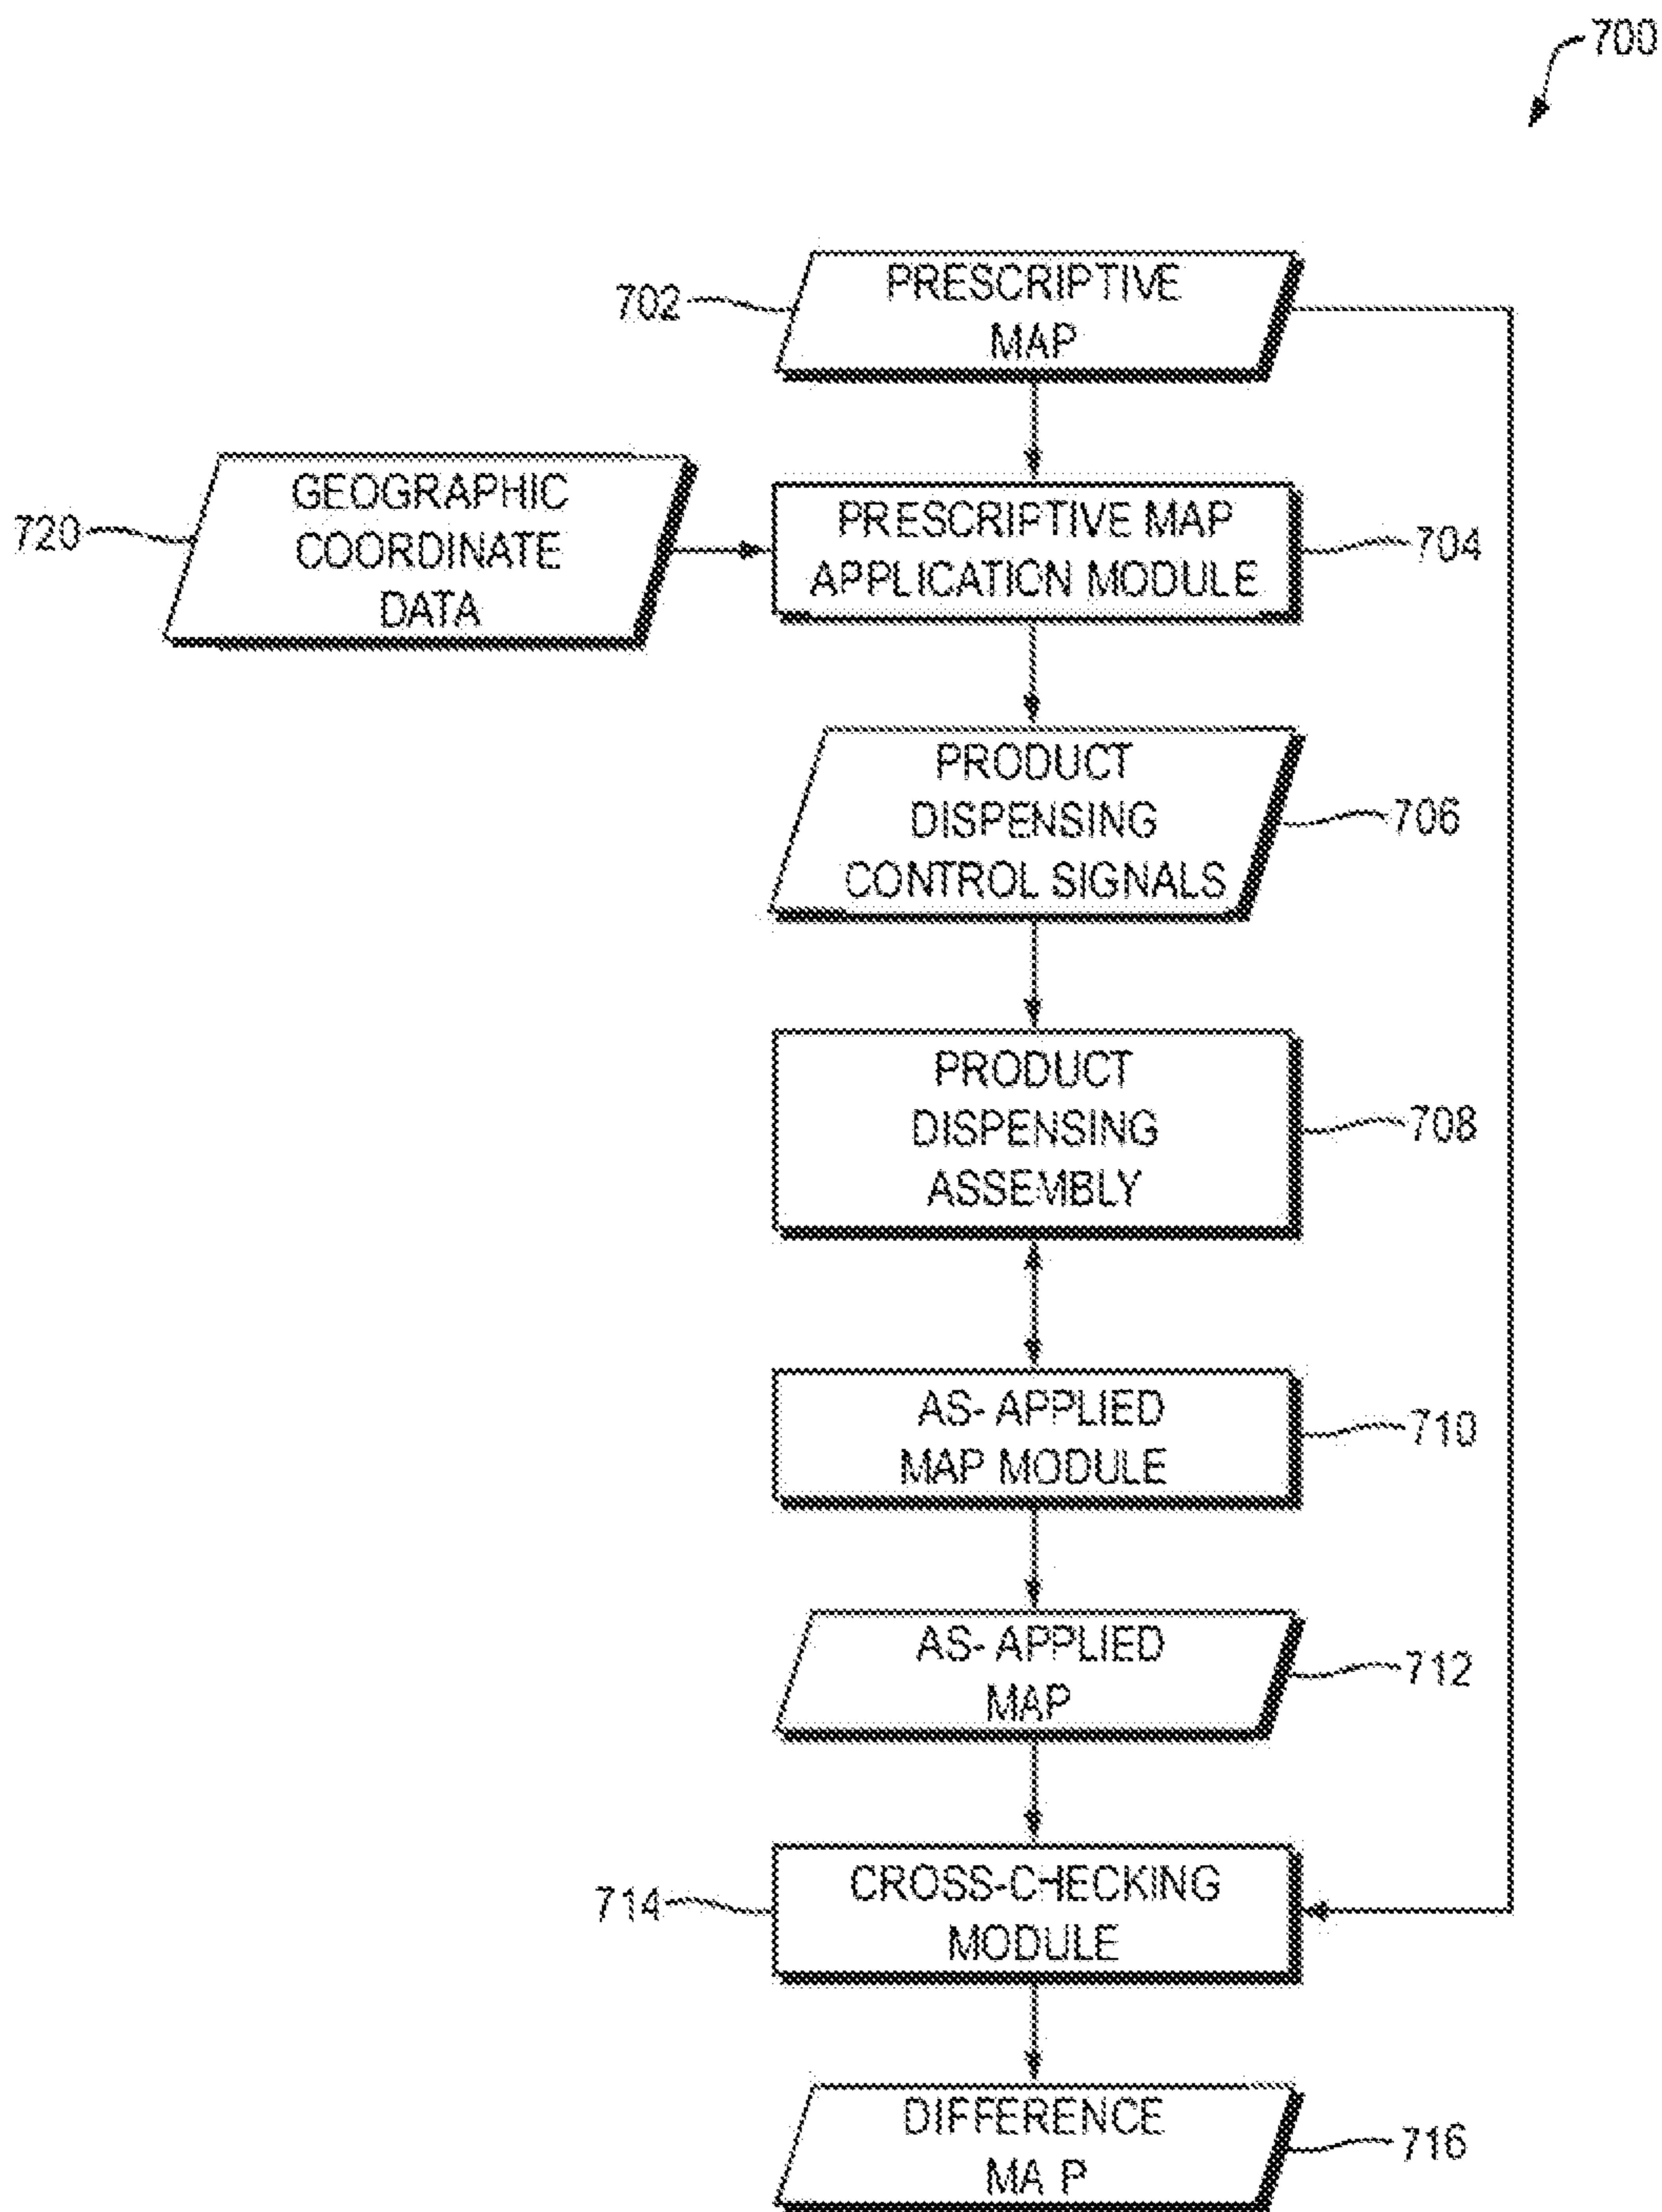 700
702
PRESCRIPTIVE
MAP
720
GEOGRAPHIC
COORDINATE
DATA
PRESCRIPTIVE MAP
APPLICATION MODULE
704
PRODUCT
DISPENSING
CONTROL SIGNALS
706
PRODUCT
DISPENSING
ASSEMBLY
708
AS- APPLIED
MAP MODULE
710
AS- APPLIED
MAP
712
714
CROSS-CHECKING
MODULE
DIFFERENCE
MA P
716